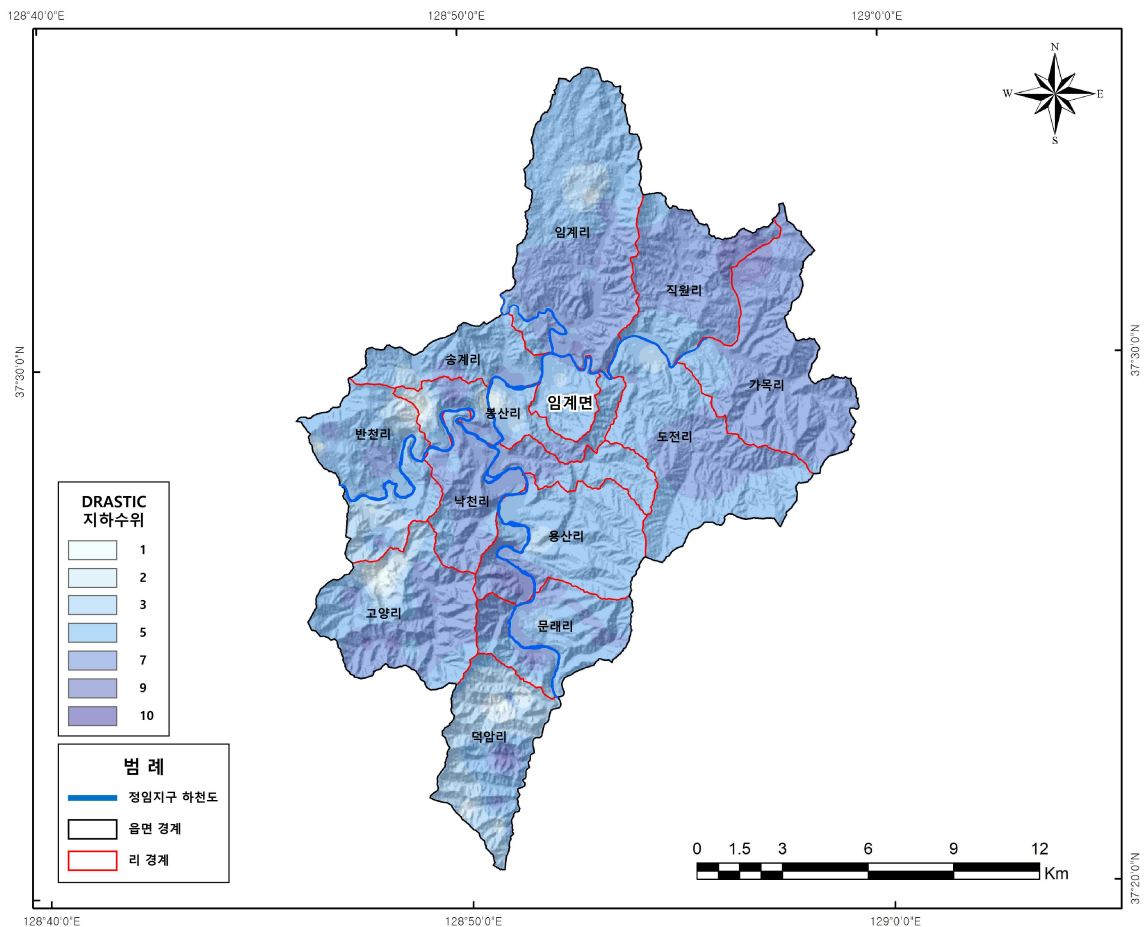 128°40'0"E
128°50'0"E
129°0'0"E
N
W
E
S
임계리
직원리
37°30'0"N
송계리
37°30'0"N
가목리
봉산리
임계면
반천리
도전리
DRASTIC
지하수위
1
2
3
5
7
9
10
낙천리
용산리
고양리
문래리
덕암리
범 례
정임지구 하천도
읍면 경계
리 경계
0
1.5
3
6
9
12
Km
37°20'0"N
128°40'0"E
128°50'0"E
129°0'0"E